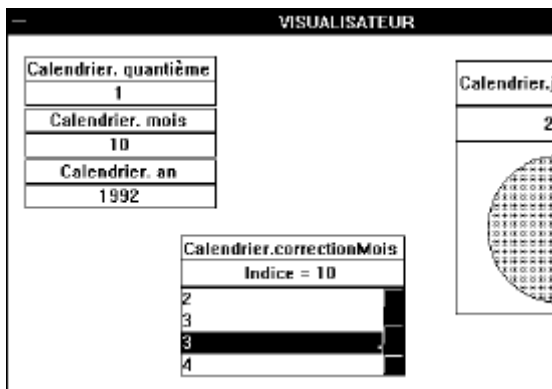 VISUALISATEUR
Calendrier. quantième
1
Calendrier. mois
10
Calendrier. an
1992
Calendrier.j
2
Calendrier.correctionMois
Indice = 10
2
3
3
4